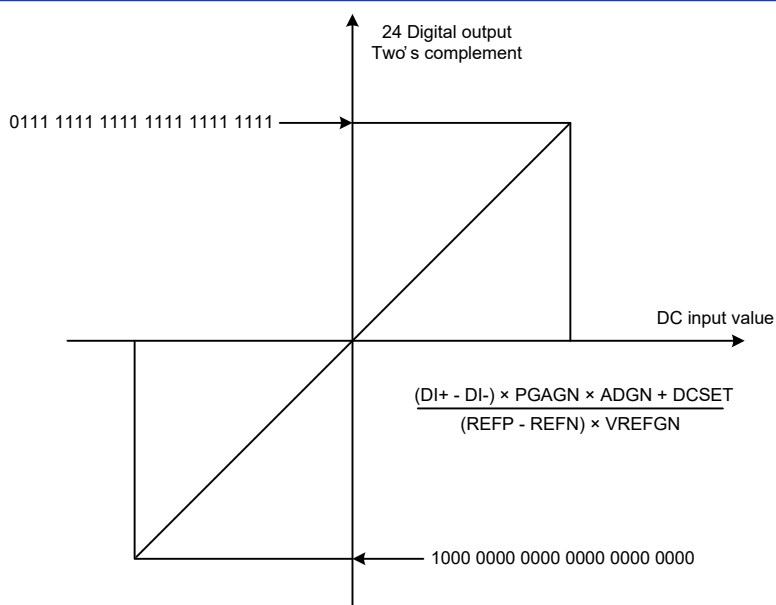 24 Digital output
Two's complement
0111 1111 1111 1111 1111 1111
DC input value
(DI+ - DI-) × PGAGN × ADGN + DCSET
(REFP - REFN) × VREFGN
1000 0000 0000 0000 0000 0000